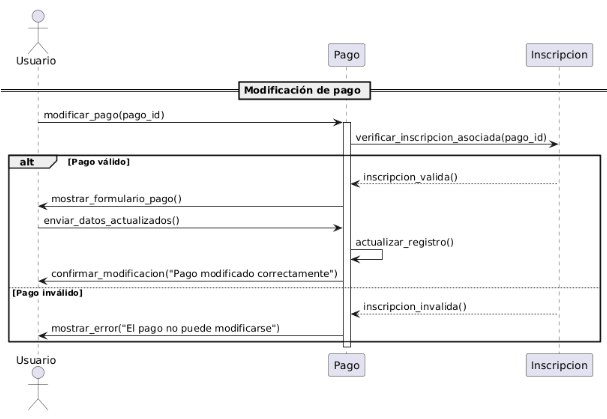 Usuario
Pago
Inscripcion
Modificación de pago
modificar_pago(pago_id)
verificar_inscripcion_asociada(pago_id)
alt [Pago válido]
inscripcion_valida()
mostrar_formulario_pago()
enviar_datos_actualizados()
actualizar_registro()
confirmar_modificacion("Pago modificado correctamente")
[Pago inválido]
inscripcion_invalida()
mostrar_error("El pago no puede modificarse")
Usuario
Pago
Inscripcion